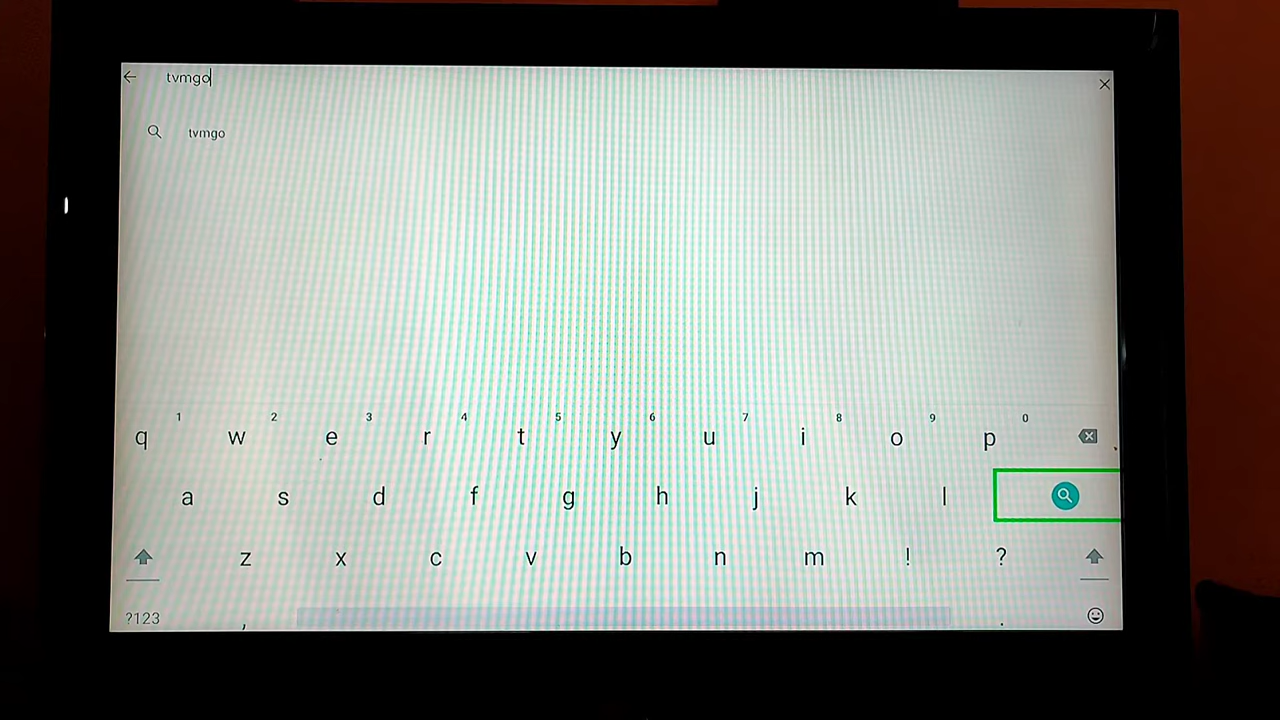 tvmgo
tvmgo
1 2 3 4 5 6 7 8 9 0
q w e r t y u i o p
a s d f g h j k l
z x c v b n m ! ?
?123 , .